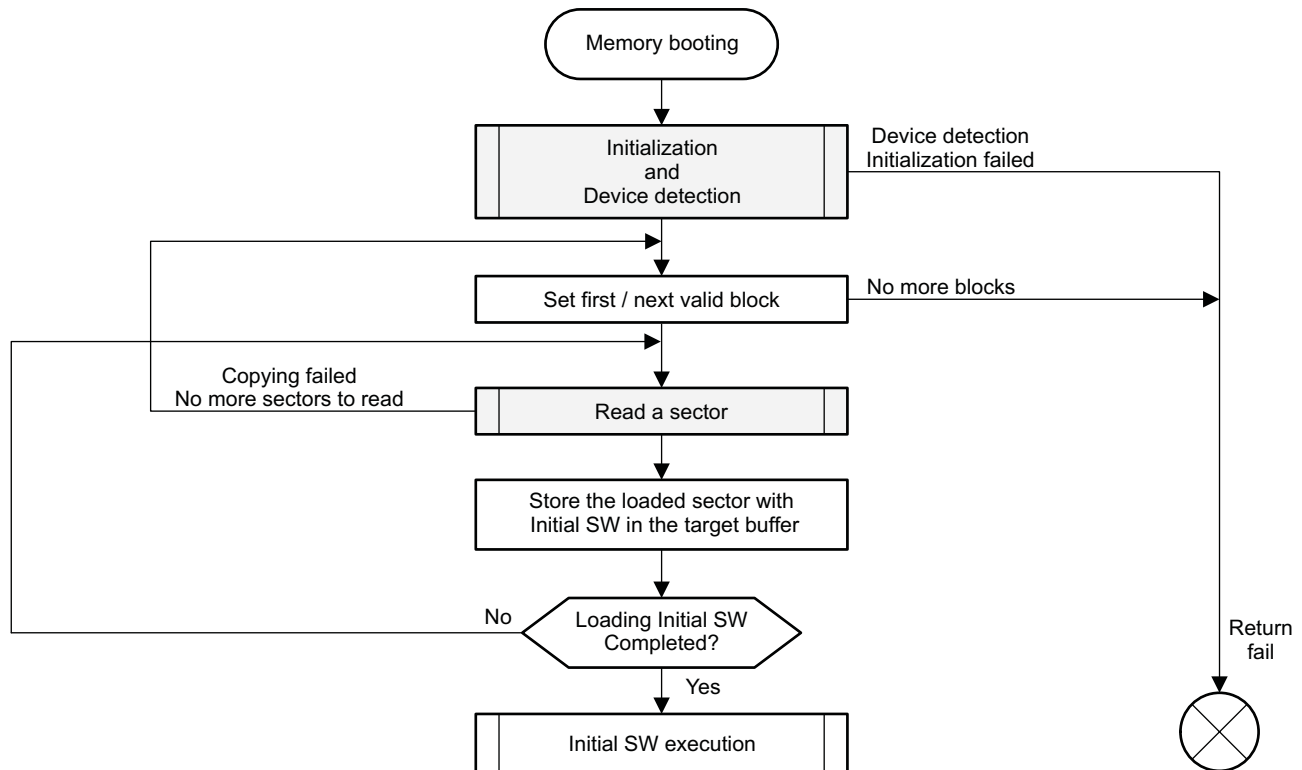 Memory booting
Initialization
and
Device detection
Device detection
Initialization failed
Set first / next valid block
No more blocks
Copying failed
No more sectors to read
Read a sector
Store the loaded sector with
Initial SW in the target buffer
No
Loading Initial SW
Completed?
Return
fail
Yes
Initial SW execution